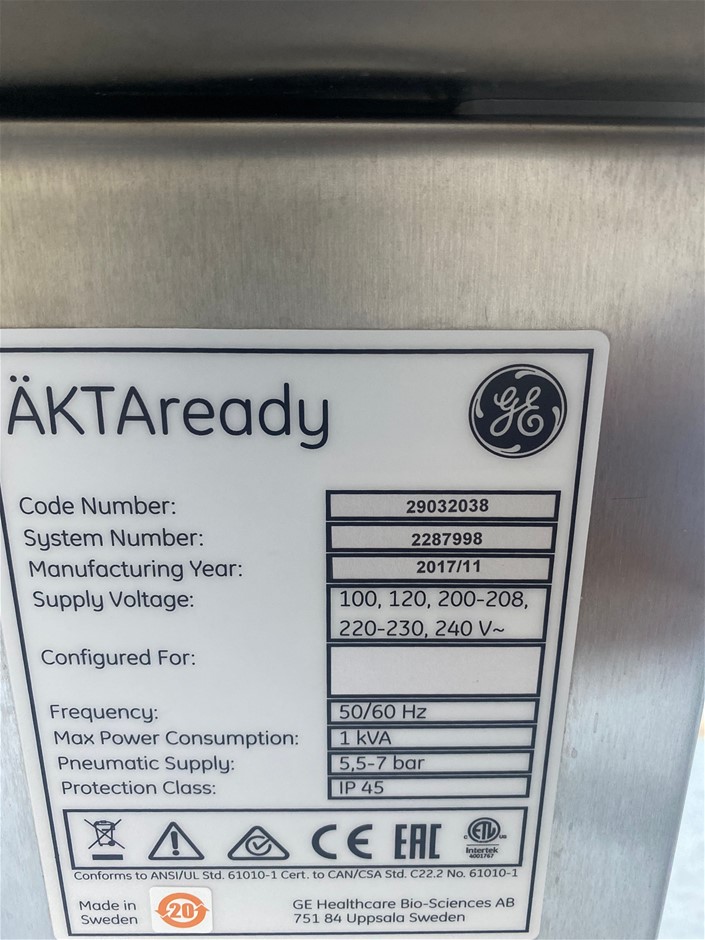 ÄKTAready
GE
Code Number: 29032038
System Number: 2287998
Manufacturing Year: 2017/11
Supply Voltage: 100, 120, 200-208,
220-230, 240 V~
Configured For:
Frequency: 50/60 Hz
Max Power Consumption: 1 kVA
Pneumatic Supply: 5,5-7 bar
Protection Class: IP 45
CE EAC c ETL us
Intertek
4001767
Conforms to ANSI/UL Std. 61010-1 Cert. to CAN/CSA Std. C22.2 No. 61010-1
Made in
Sweden
20
GE Healthcare Bio-Sciences AB
751 84 Uppsala Sweden